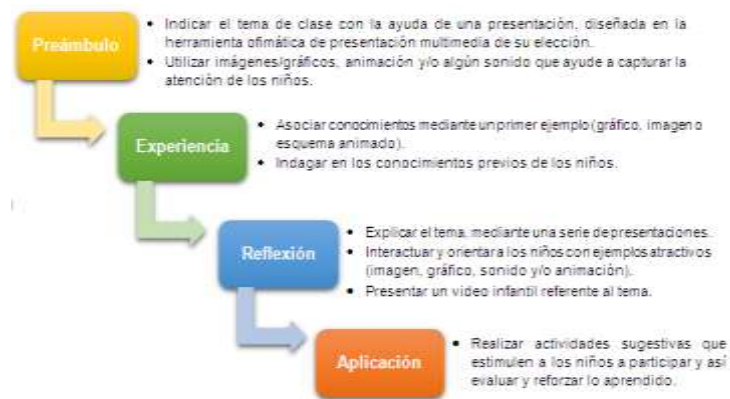 Preámbulo
• Indicar el tema de clase con la ayuda de una presentación, diseñada en la
herramienta ofimática de presentación multimedia de su elección.
• Utilizar imágenes/gráficos, animación y/o algún sonido que ayude a capturar la
atención de los niños.
Experiencia
• Asociar conocimientos mediante un primer ejemplo (gráfico, imagen o
esquema animado).
• Indagar en los conocimientos previos de los niños.
Reflexión
• Explicar el tema, mediante una serie de presentaciones.
• Interactuar y orientar a los niños con ejemplos atractivos
(imagen, gráfico, sonido y/o animación).
• Presentar un video infantil referente al tema.
Aplicación
• Realizar actividades sugestivas que
estimulen a los niños a participar y así
evaluar y reforzar lo aprendido.